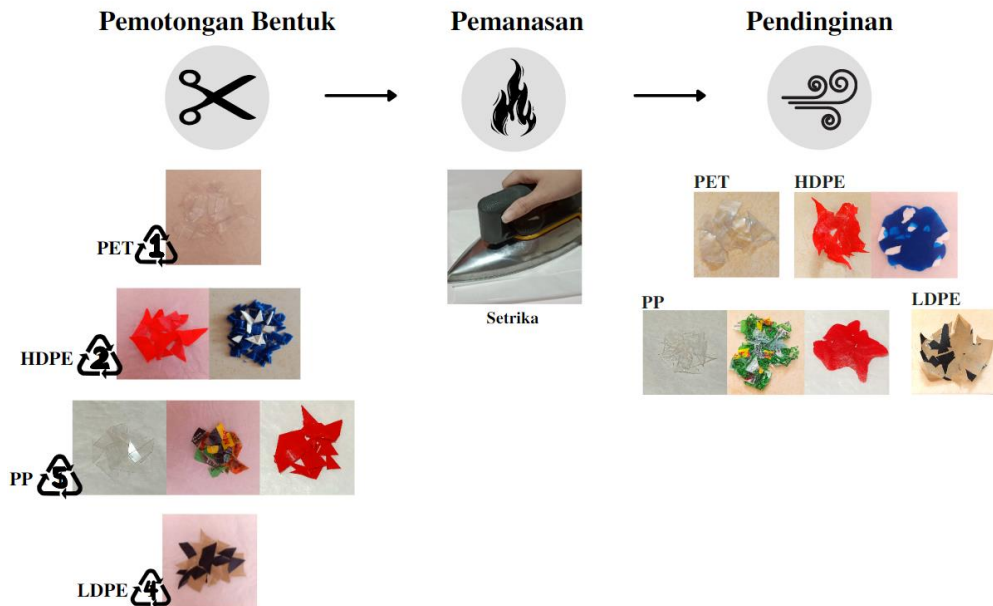 Pemotongan Bentuk
Pemanasan
Pendinginan
PET 1
HDPE 2
PP 5
LDPE 4
Setrika
PET
HDPE
PP
LDPE